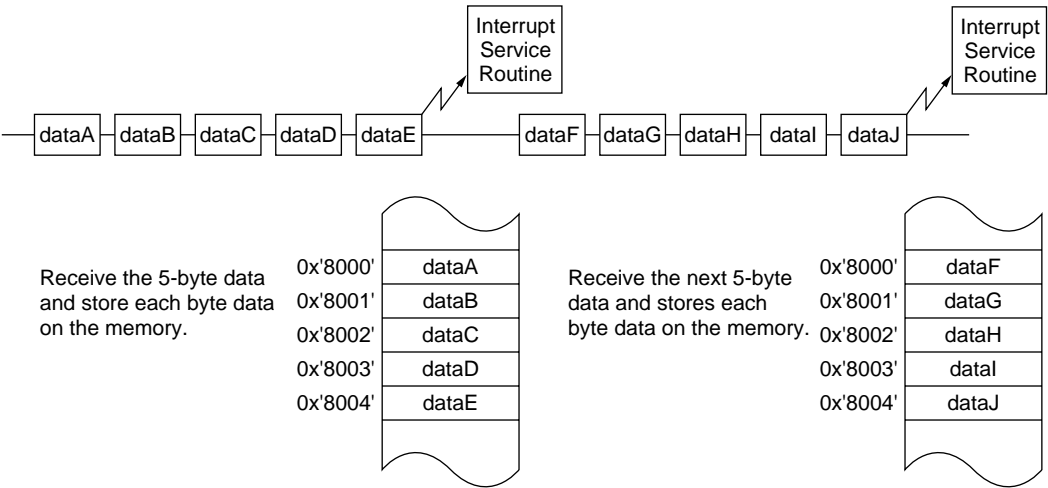 Interrupt
Service
Routine
Interrupt
Service
Routine
dataA
dataB
dataC
dataD
dataE
dataF
dataG
dataH
dataI
dataJ
Receive the 5-byte data
and store each byte data
on the memory.
0x'8000' dataA
0x'8001' dataB
0x'8002' dataC
0x'8003' dataD
0x'8004' dataE
Receive the next 5-byte
data and stores each
byte data on the memory.
0x'8000' dataF
0x'8001' dataG
0x'8002' dataH
0x'8003' dataI
0x'8004' dataJ